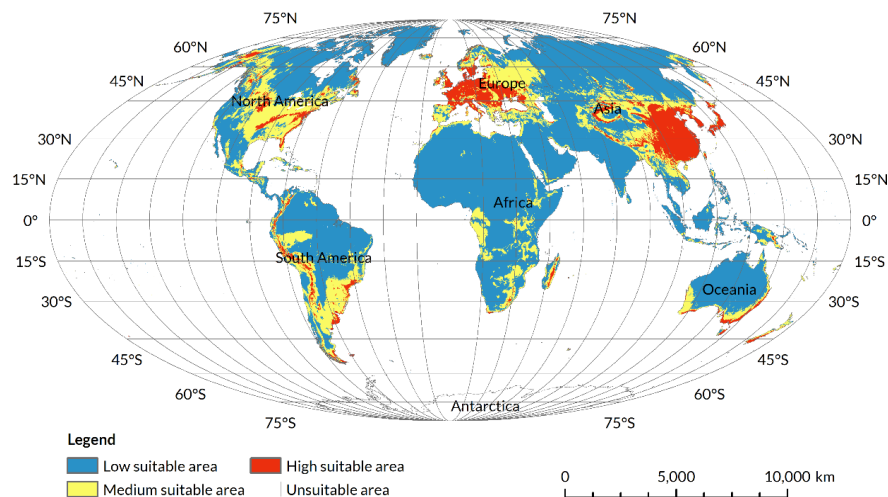 75°N 75°N
60°N 60°N
45°N 45°N
Europe
North America
Asia
30°N 30°N
15°N 15°N
Africa
0° 0°
South America
15°S 15°S
Oceania
30°S 30°S
45°S 45°S
60°S 60°S
Antarctica
75°S 75°S
Legend
Low suitable area High suitable area
Medium suitable area Unsuitable area
0 5,000 10,000 km